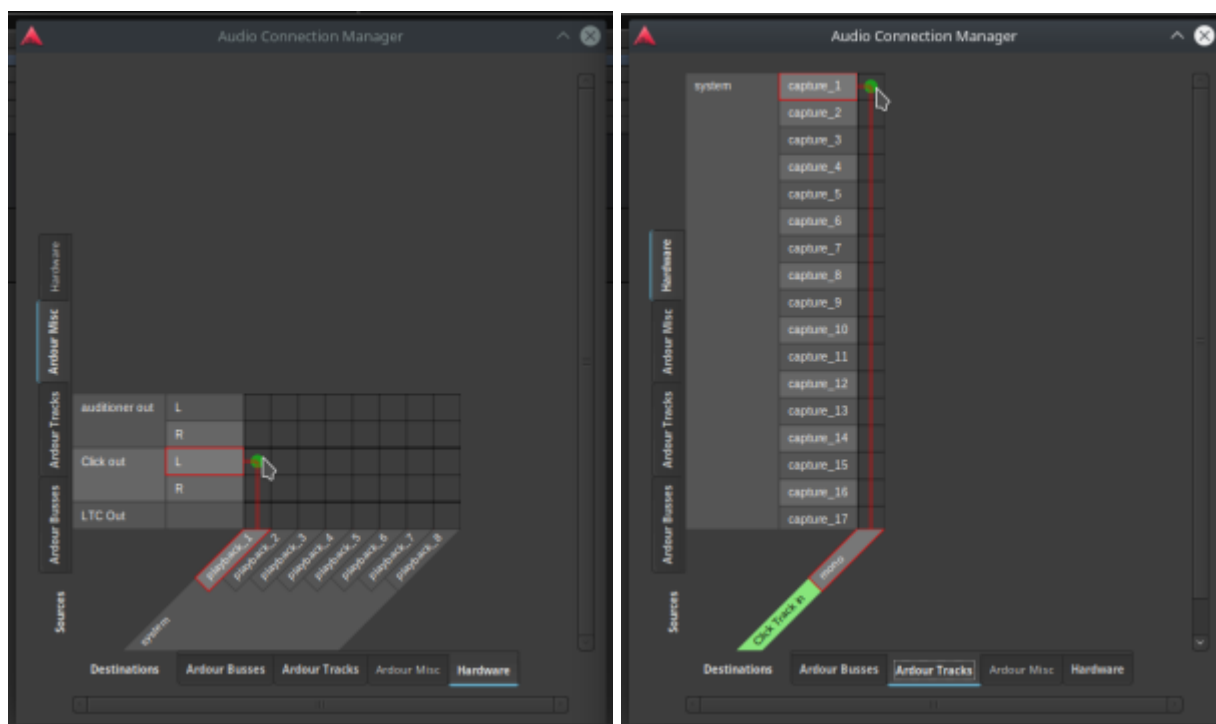 Audio Connection Manager
Hardware
Ardour Misc
Ardour Tracks
Ardour Busses
Sources
auditioner out L
R
Click out L
R
LTC Out
playback_1
playback_2
playback_3
playback_4
playback_5
playback_6
playback_7
playback_8
system
Destinations Ardour Busses Ardour Tracks Ardour Misc Hardware
Audio Connection Manager
Hardware
Ardour Misc
Ardour Tracks
Ardour Busses
Sources
system capture_1
capture_2
capture_3
capture_4
capture_5
capture_6
capture_7
capture_8
capture_9
capture_10
capture_11
capture_12
capture_13
capture_14
capture_15
capture_16
capture_17
mono
Click Track in
Destinations Ardour Busses Ardour Tracks Ardour Misc Hardware